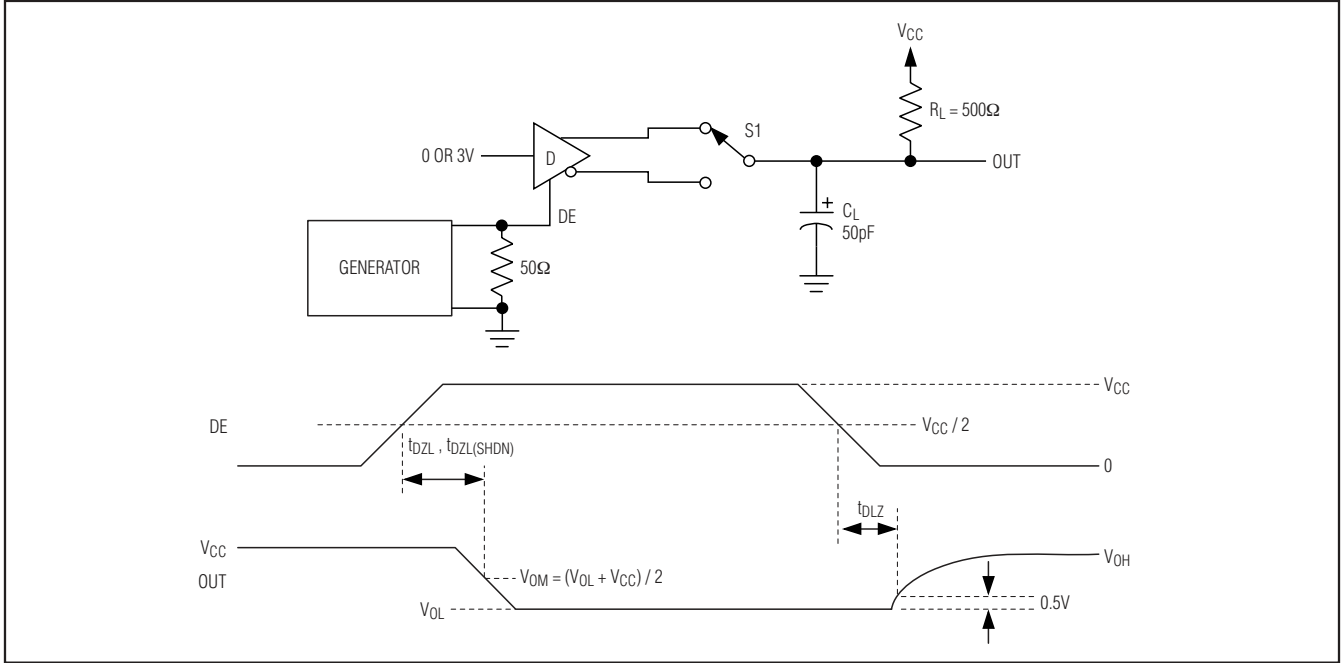 VCC
RL = 500Ω
S1
0 OR 3V
D
OUT
+
CL
50pF
DE
GENERATOR
50Ω
VCC
DE
VCC / 2
tDZL , tDZL(SHDN)
0
tDLZ
VCC
OUT
VOM = (VOL + VCC) / 2
VOL
VOH
0.5V